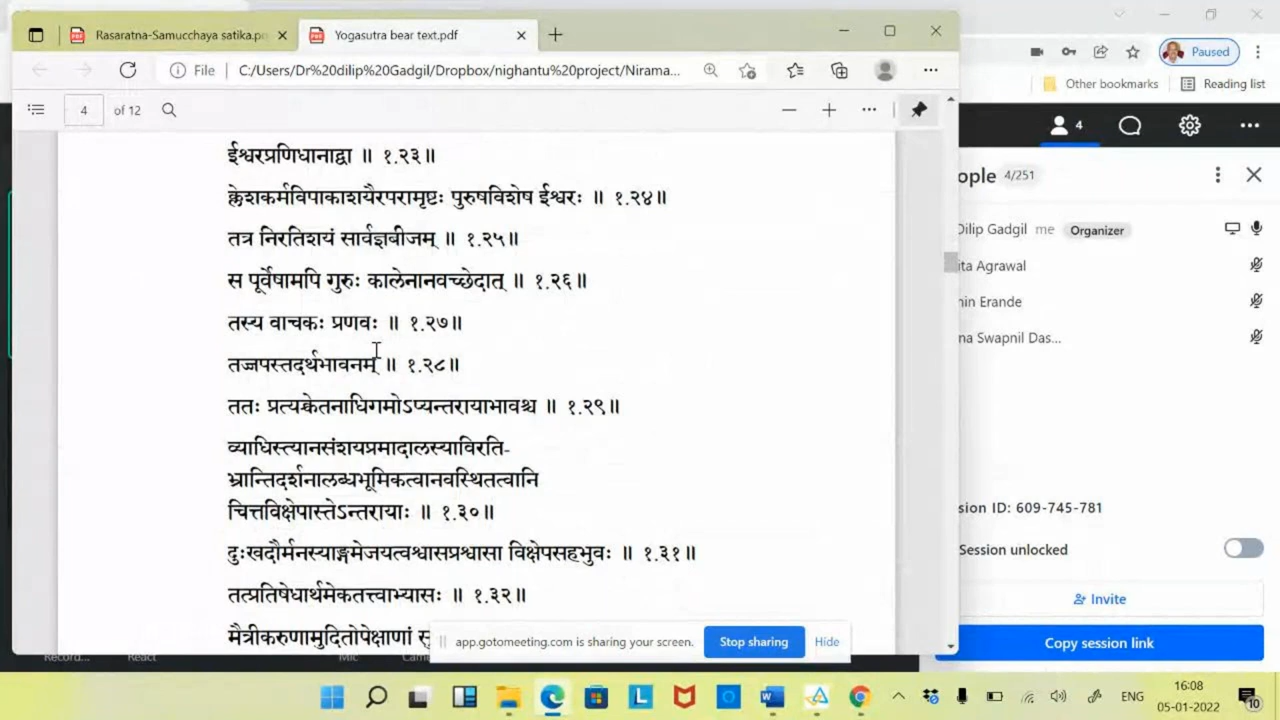 Rasaratna-Samucchaya satika.p
Yogasutra bear text.pdf
File
C:/Users/Dr%20dilip%20Gadgil/Dropbox/nighantu%20project/Nirama...
Paused
Other bookmarks
Reading list
4 of 12
4
ईश्वरप्रणिधानाद्वा ॥ १.२३॥
क्लेशकर्मविपाकाशयैरपरामृष्टः पुरुषविशेष ईश्वरः ॥ १.२४॥
तत्र निरतिशयं सार्वज्ञबीजम् ॥ १.२५॥
स पूर्वेषामपि गुरुः कालेनानवच्छेदात् ॥ १.२६॥
तस्य वाचकः प्रणवः ॥ १.२७॥
तज्जपस्तदर्थभावनम् ॥ १.२८॥
ततः प्रत्यक्चेतनाधिगमोऽप्यन्तरायाभावश्च ॥ १.२९॥
व्याधिस्त्यानसंशयप्रमादालस्याविरति-
भ्रान्तिदर्शनालब्धभूमिकत्वानवस्थितत्वानि
चित्तविक्षेपास्तेऽन्तरायाः ॥ १.३०॥
दुःखदौर्मनस्याङ्गमेजयत्वश्वासप्रश्वासा विक्षेपसहभुवः ॥ १.३१॥
तत्प्रतिषेधार्थमेकतत्त्वाभ्यासः ॥ १.३२॥
मैत्रीकरुणामुदितोपेक्षाणां
app.gotomeeting.com is sharing your screen.
Stop sharing
Hide
ople 4/251
Dilip Gadgil me Organizer
ita Agrawal
nin Erande
na Swapnil Das...
sion ID: 609-745-781
Session unlocked
Invite
Copy session link
Record... React
Mic
ENG
16:08
05-01-2022
10